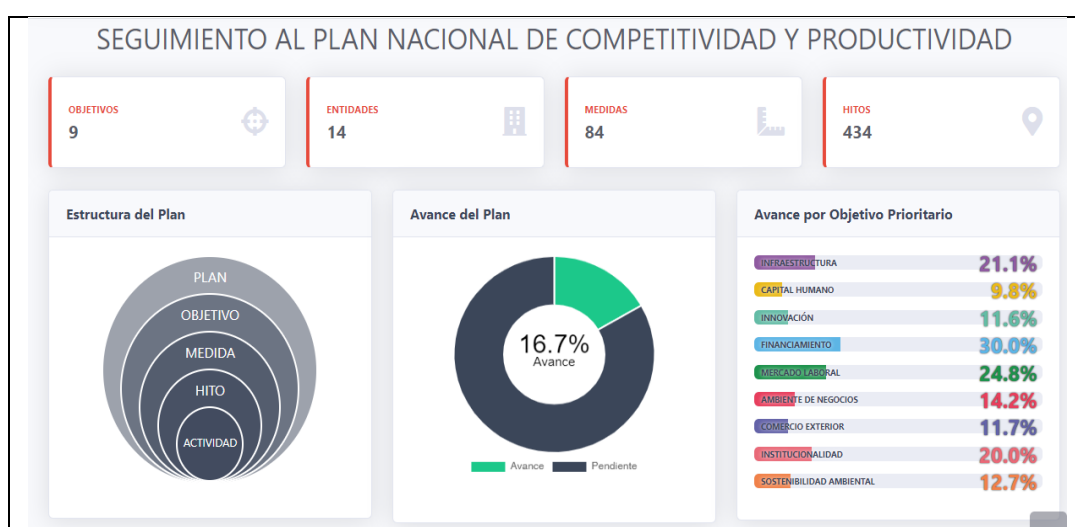 SEGUIMIENTO AL PLAN NACIONAL DE COMPETITIVIDAD Y PRODUCTIVIDAD
OBJETIVOS
9
ENTIDADES
14
MEDIDAS
84
HITOS
434
Estructura del Plan
PLAN
OBJETIVO
MEDIDA
HITO
ACTIVIDAD
Avance del Plan
16.7%
Avance
Avance Pendiente
Avance por Objetivo Prioritario
INFRAESTRUCTURA 21.1%
CAPITAL HUMANO 9.8%
INNOVACIÓN 11.6%
FINANCIAMIENTO 30.0%
MERCADO LABORAL 24.8%
AMBIENTE DE NEGOCIOS 14.2%
COMERCIO EXTERIOR 11.7%
INSTITUCIONALIDAD 20.0%
SOSTENIBILIDAD AMBIENTAL 12.7%